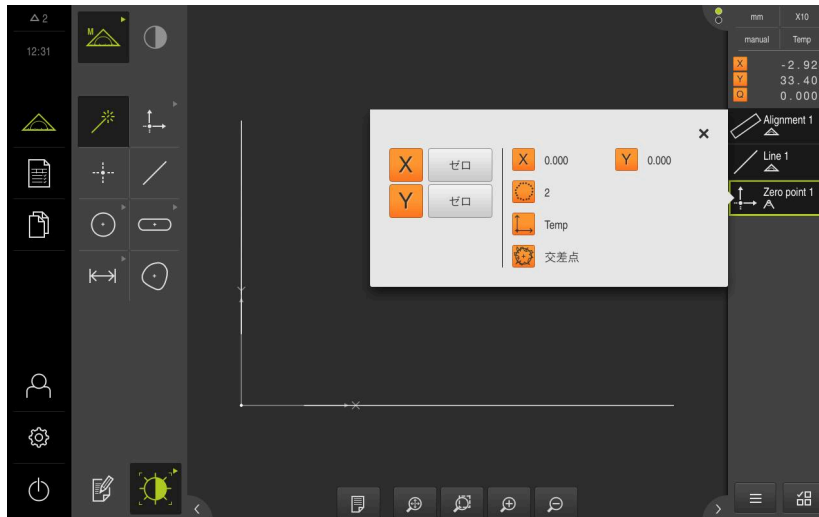 2
12:31
M
mm X10
manual Temp
X -2.92
Y 33.40
Q 0.000
Alignment 1
Line 1
Zero point 1
X ゼロ
Y ゼロ
X 0.000 Y 0.000
2
Temp
交差点
Y
X